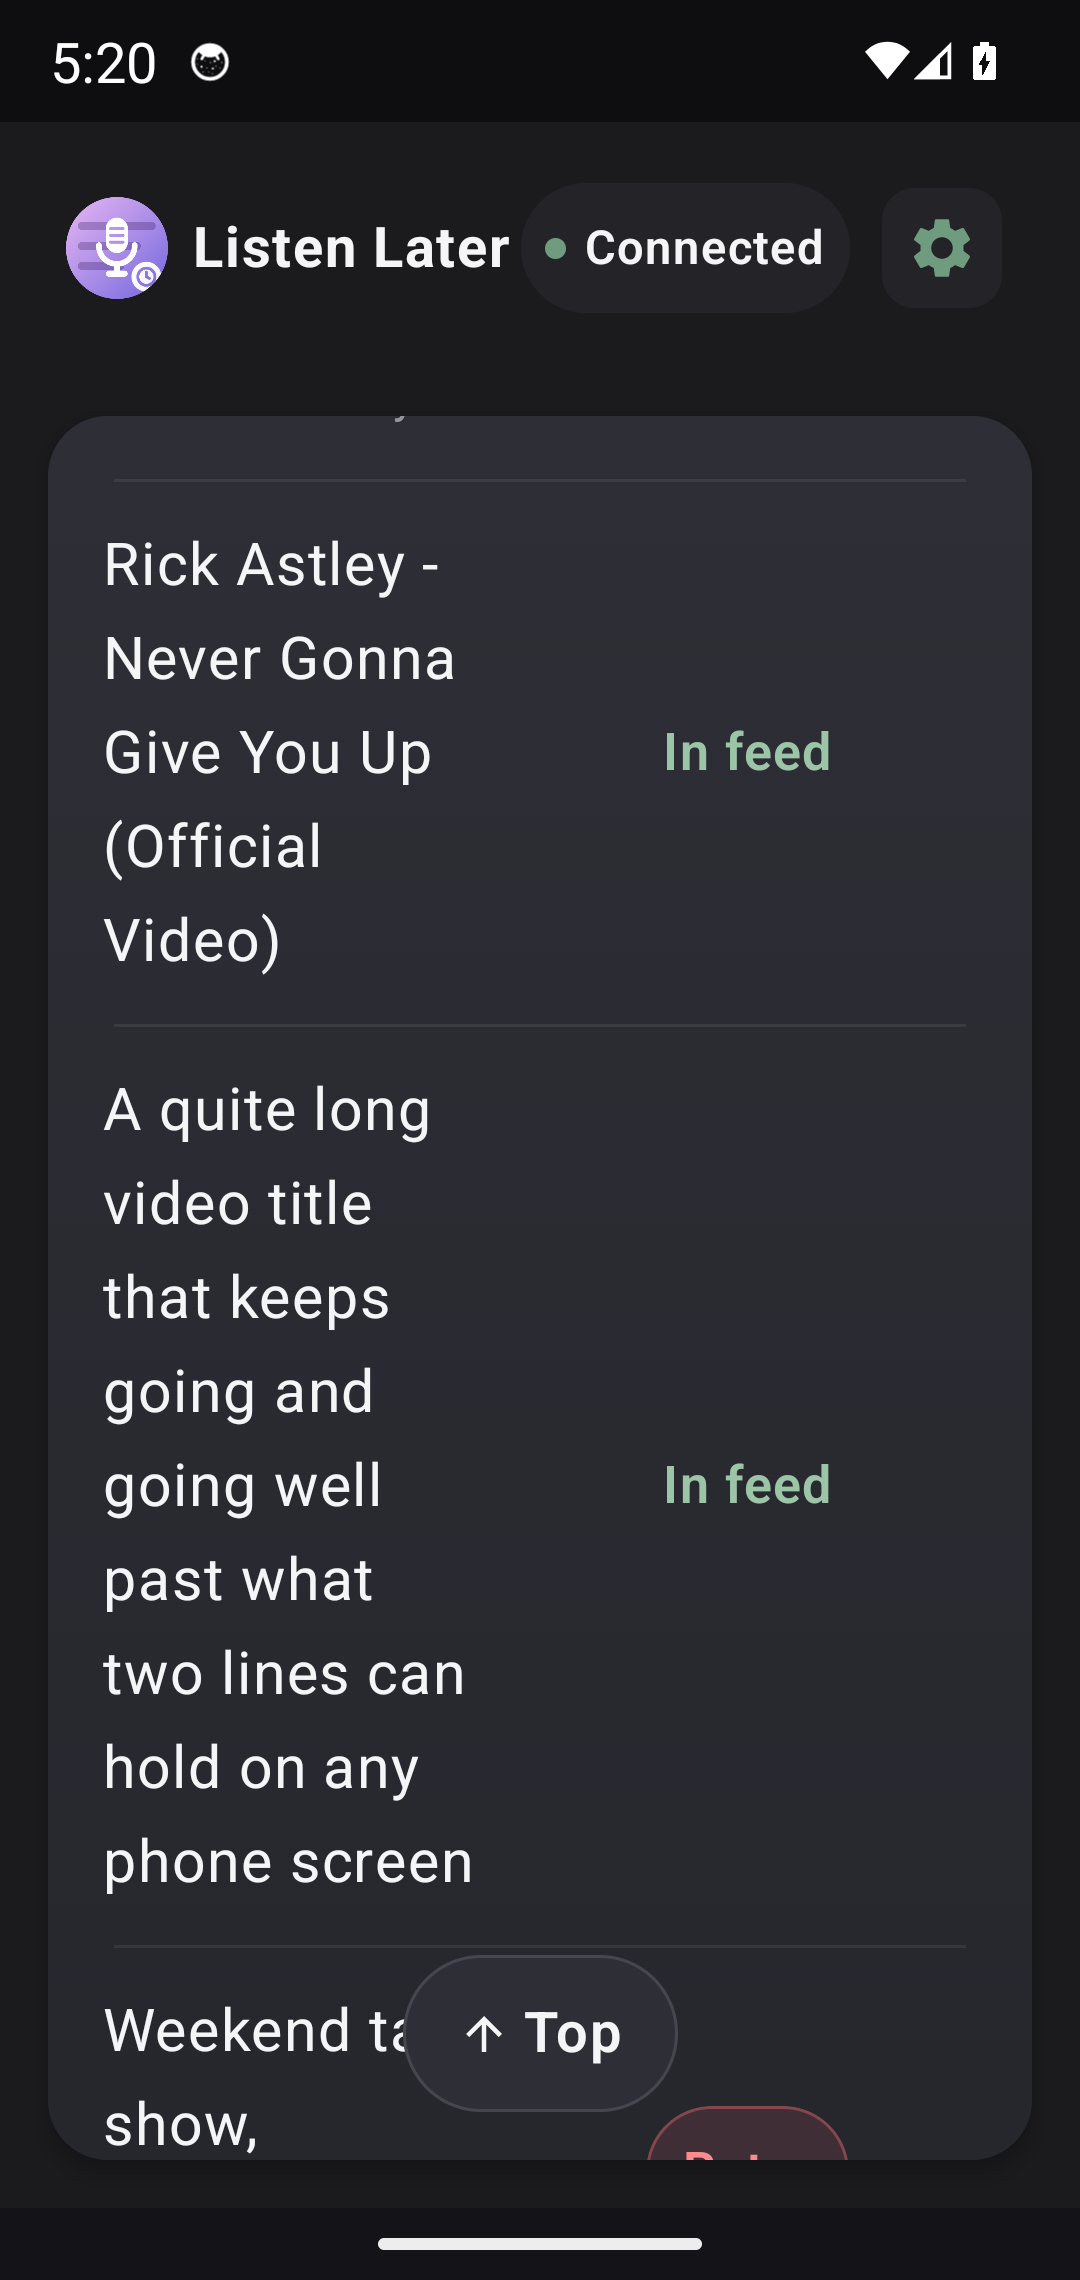 5:20
Listen Later
Connected
Rick Astley -
Never Gonna
Give You Up
(Official
Video)
In feed
A quite long
video title
that keeps
going and
going well
past what
two lines can
hold on any
phone screen
In feed
Weekend
show,
↑ Top